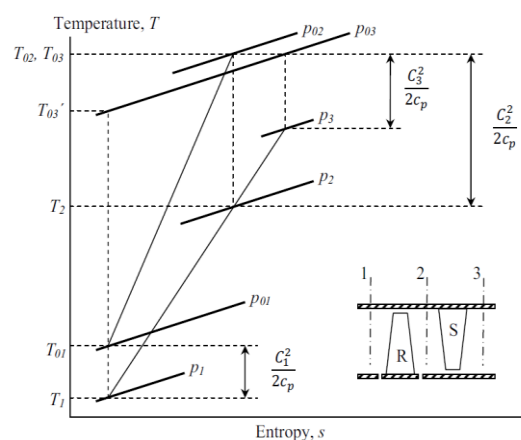 Temperature, T
p02
p03
T02, T03
C3²
2cp
C2²
2cp
T03′
p3
p2
T2
1
2
3
p01
S
R
T01
C1²
2cp
p1
T1
Entropy, s